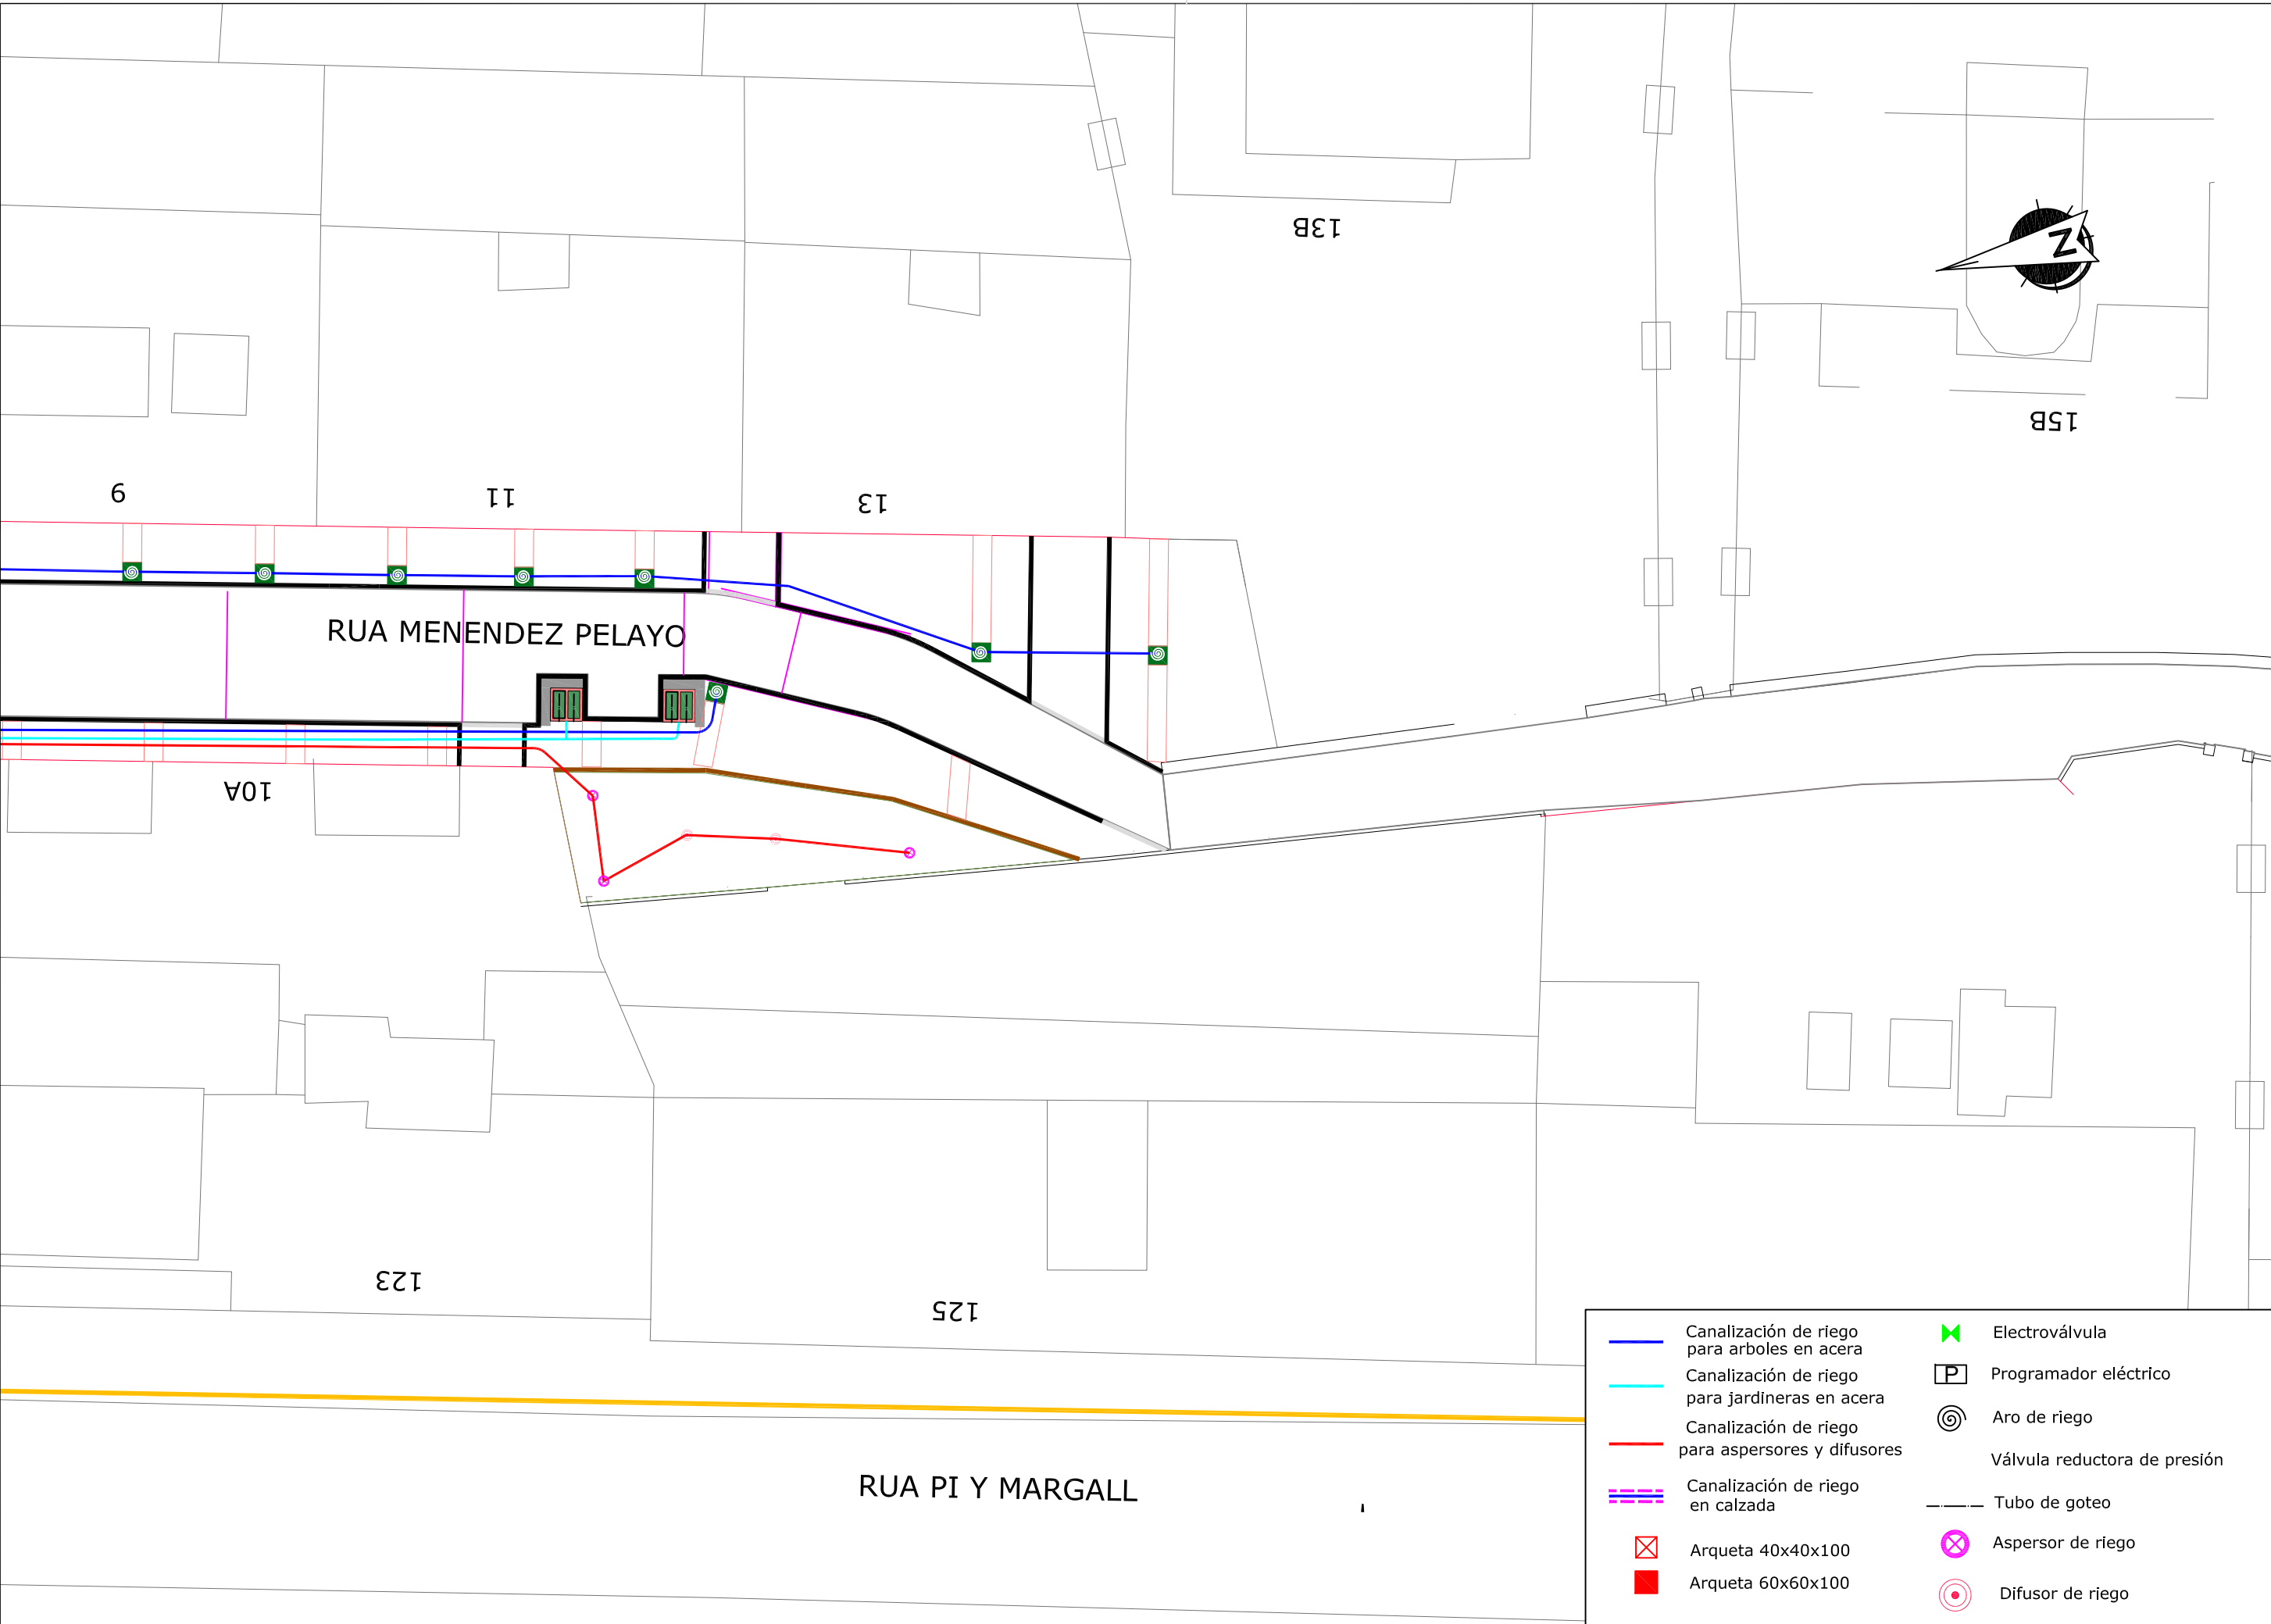 13B
N
15B
9
11
13
RUA MENENDEZ PELAYO
10A
123
125
RUA PI Y MARGALL
Canalización de riego
para arboles en acera
Canalización de riego
para jardineras en acera
Canalización de riego
para aspersores y difusores
Canalización de riego
en calzada
Arqueta 40x40x100
Arqueta 60x60x100
Electroválvula
P Programador eléctrico
Aro de riego
Válvula reductora de presión
Tubo de goteo
Aspersor de riego
Difusor de riego